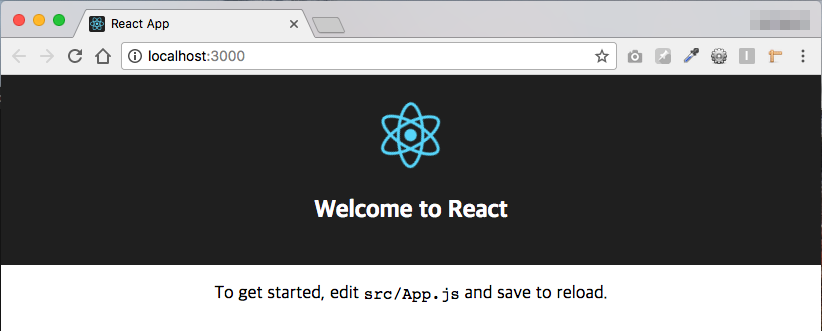 React App
localhost:3000
Welcome to React
To get started, edit src/App.js and save to reload.